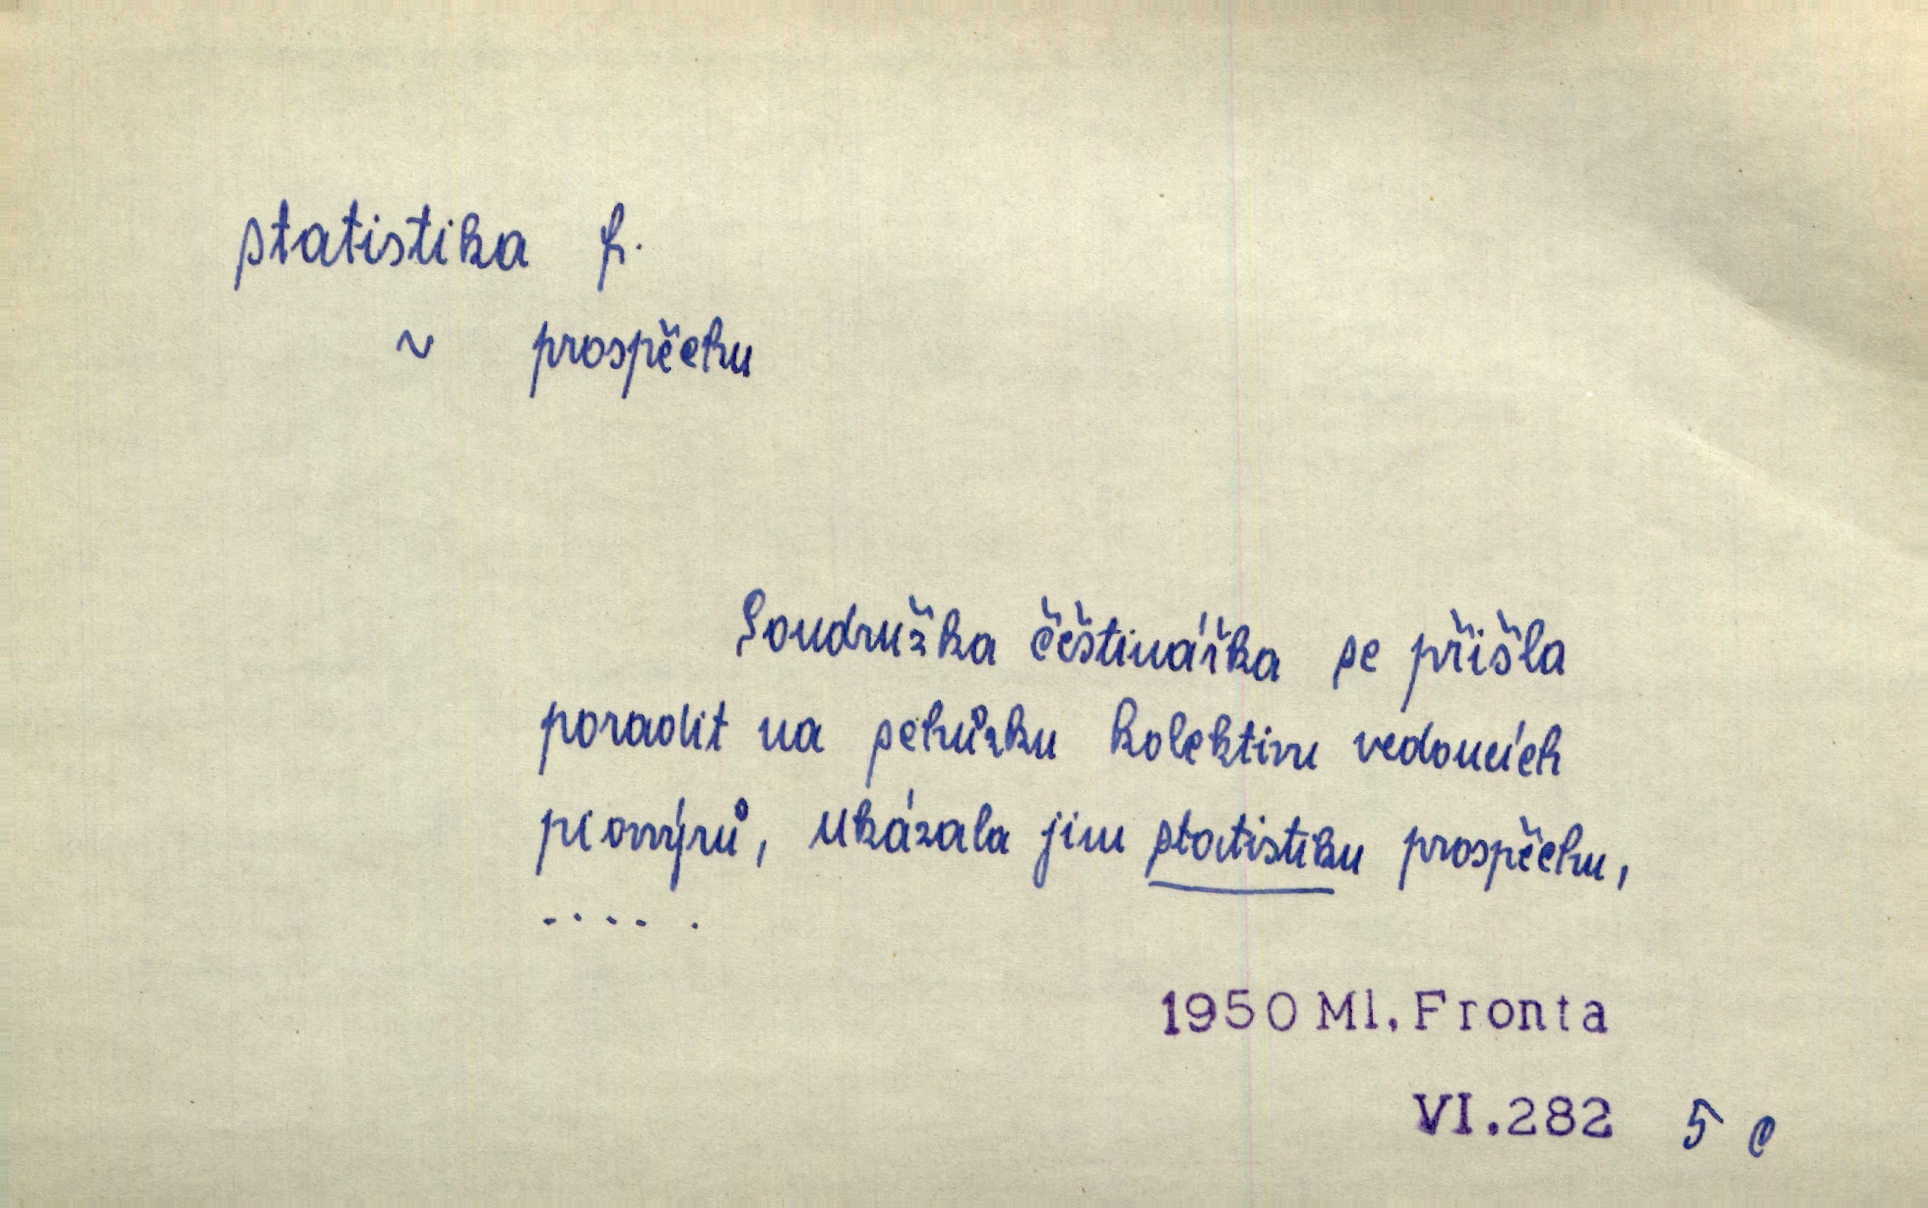 statistika f.
~ prospěchu
Soudružka češtinářka se přišla
poradit na schůzku kolektivu vedoucích
pionýrů, ukázala jim statistiku prospěchu,
.....
1950 Ml. Fronta
VI.282 5 c